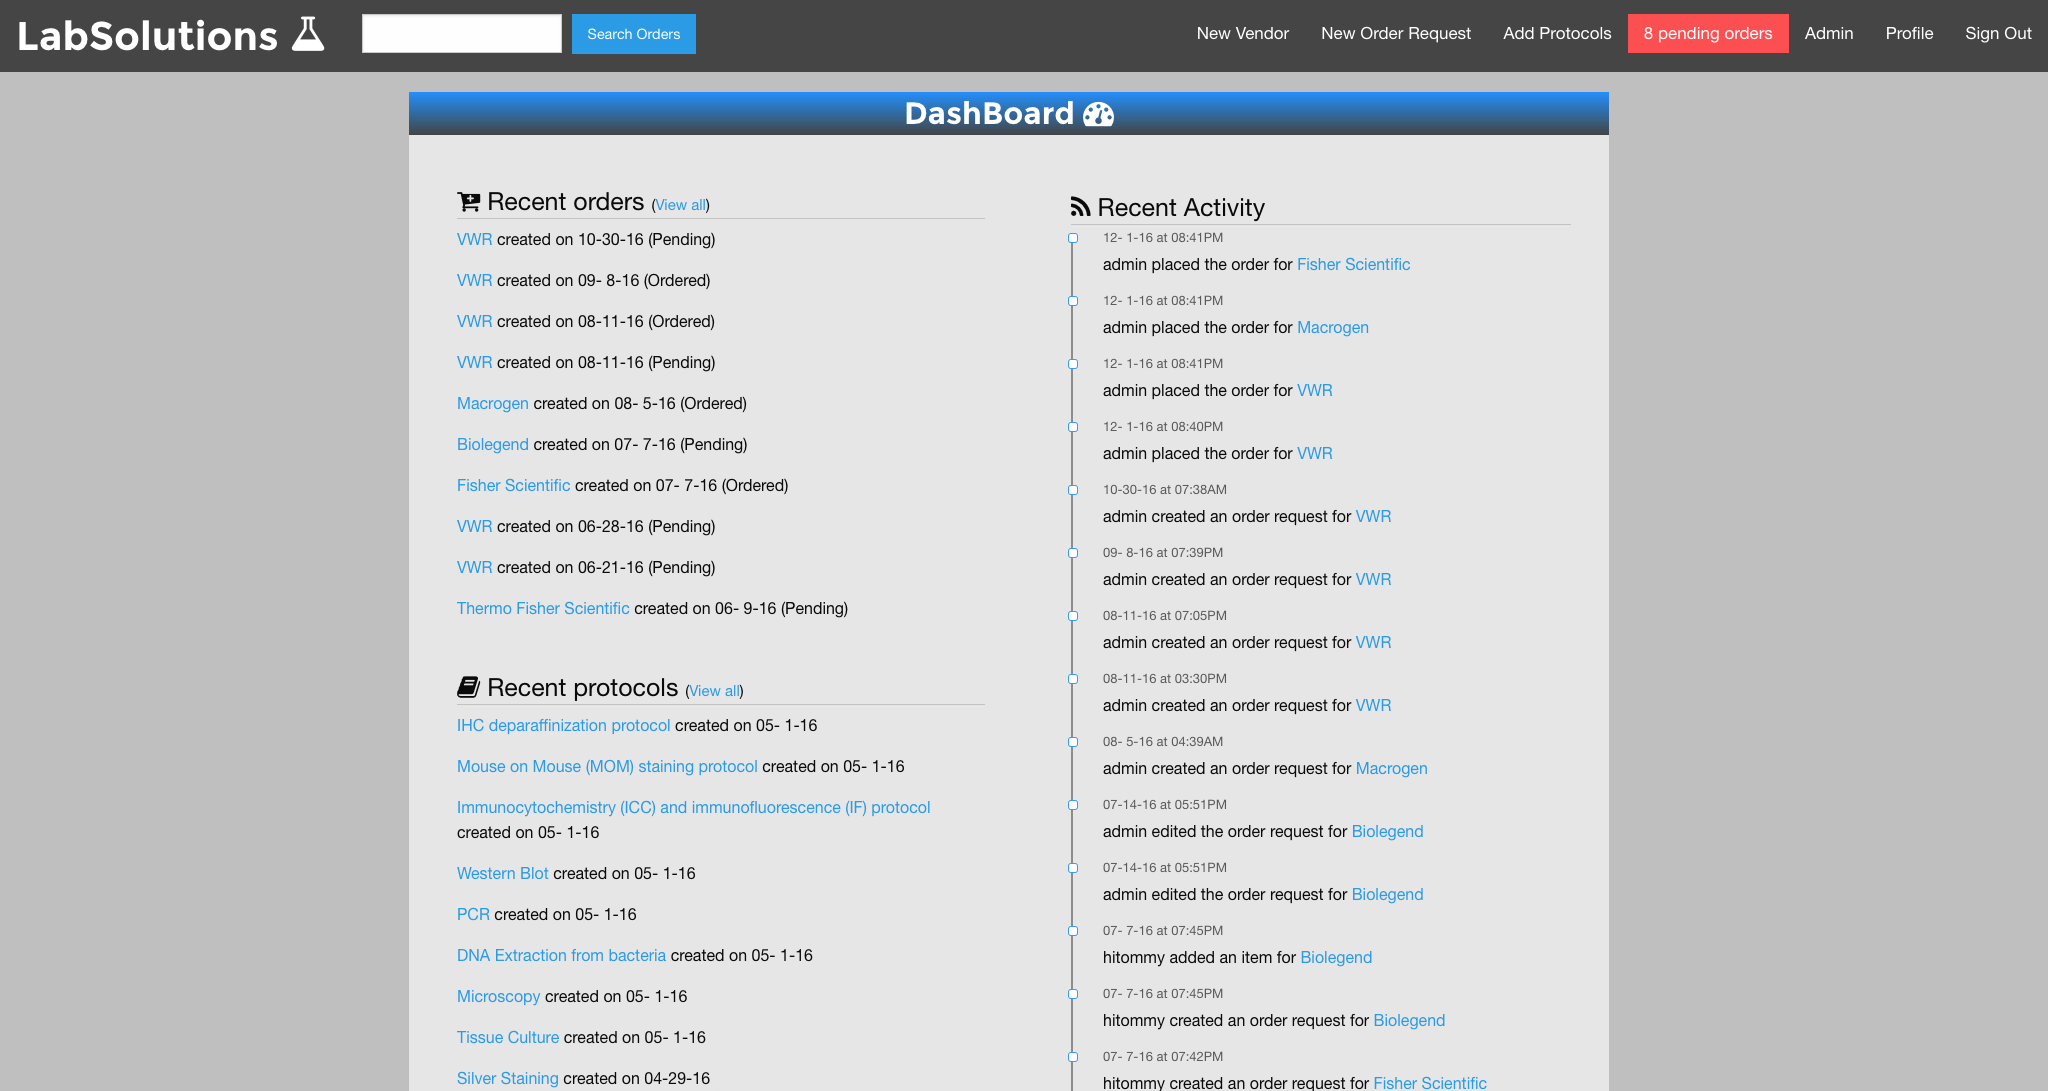 LabSolutions
Search Orders
New Vendor
New Order Request
Add Protocols
8 pending orders
Admin
Profile
Sign Out
DashBoard
Recent orders (View all)
VWR created on 10-30-16 (Pending)
VWR created on 09- 8-16 (Ordered)
VWR created on 08-11-16 (Ordered)
VWR created on 08-11-16 (Pending)
Macrogen created on 08- 5-16 (Ordered)
Biolegend created on 07- 7-16 (Pending)
Fisher Scientific created on 07- 7-16 (Ordered)
VWR created on 06-28-16 (Pending)
VWR created on 06-21-16 (Pending)
Thermo Fisher Scientific created on 06- 9-16 (Pending)
Recent protocols (View all)
IHC deparaffinization protocol created on 05- 1-16
Mouse on Mouse (MOM) staining protocol created on 05- 1-16
Immunocytochemistry (ICC) and immunofluorescence (IF) protocol
created on 05- 1-16
Western Blot created on 05- 1-16
PCR created on 05- 1-16
DNA Extraction from bacteria created on 05- 1-16
Microscopy created on 05- 1-16
Tissue Culture created on 05- 1-16
Silver Staining created on 04-29-16
Recent Activity
12- 1-16 at 08:41PM
admin placed the order for Fisher Scientific
12- 1-16 at 08:41PM
admin placed the order for Macrogen
12- 1-16 at 08:41PM
admin placed the order for VWR
12- 1-16 at 08:40PM
admin placed the order for VWR
10-30-16 at 07:38AM
admin created an order request for VWR
09- 8-16 at 07:39PM
admin created an order request for VWR
08-11-16 at 07:05PM
admin created an order request for VWR
08-11-16 at 03:30PM
admin created an order request for VWR
08- 5-16 at 04:39AM
admin created an order request for Macrogen
07-14-16 at 05:51PM
admin edited the order request for Biolegend
07-14-16 at 05:51PM
admin edited the order request for Biolegend
07- 7-16 at 07:45PM
hitommy added an item for Biolegend
07- 7-16 at 07:45PM
hitommy created an order request for Biolegend
07- 7-16 at 07:42PM
hitommy created an order request for Fisher Scientific